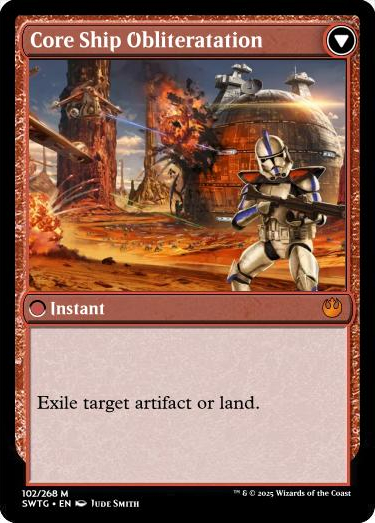 Core Ship Obliteratation
Instant
Exile target artifact or land.
102/268 M
SWTG • EN Jude Smith
™ & © 2025 Wizards of the Coast